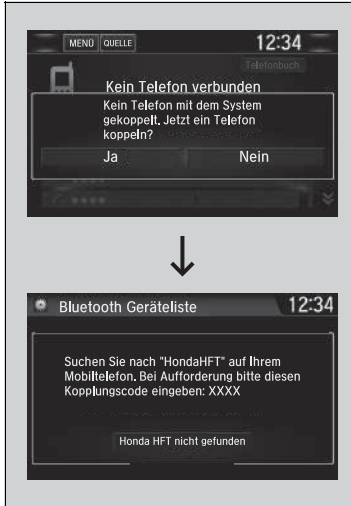 MENÜ QUELLE 12:34
Telefonbuch
Kein Telefon verbunden
Kein Telefon mit dem System
gekoppelt. Jetzt ein Telefon
koppeln?
Ja Nein
Bluetooth Geräteliste 12:34
Suchen Sie nach "HondaHFT" auf Ihrem
Mobiltelefon. Bei Aufforderung bitte diesen
Kopplungscode eingeben: XXXX
Honda HFT nicht gefunden